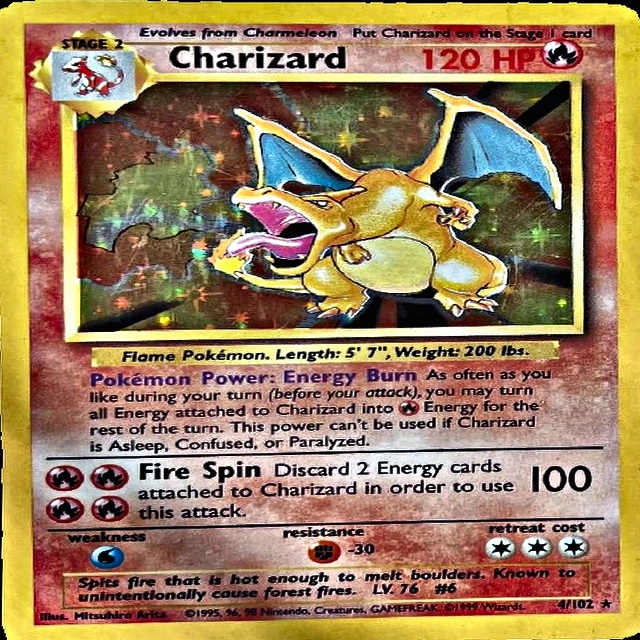 Evolves from Charmeleon Put Charizard on the Stage 1 card
STAGE 2
Charizard 120 HP
Flame Pokémon. Length: 5' 7", Weight: 200 lbs.
Pokémon Power: Energy Burn As often as you
like during your turn (before your attack), you may turn
all Energy attached to Charizard into Energy for the
rest of the turn. This power can't be used if Charizard
is Asleep, Confused, or Paralyzed.
Fire Spin Discard 2 Energy cards
attached to Charizard in order to use
this attack.
100
weakness resistance retreat cost
-30
Spits fire that is hot enough to melt boulders. Known to
unintentionally cause forest fires. LV. 76 #6
Illus. Mitsuhiro Arita ©1995, 96, 98 Nintendo, Creatures, GAMEFREAK. ©1999 Wizards. 4/102 ★